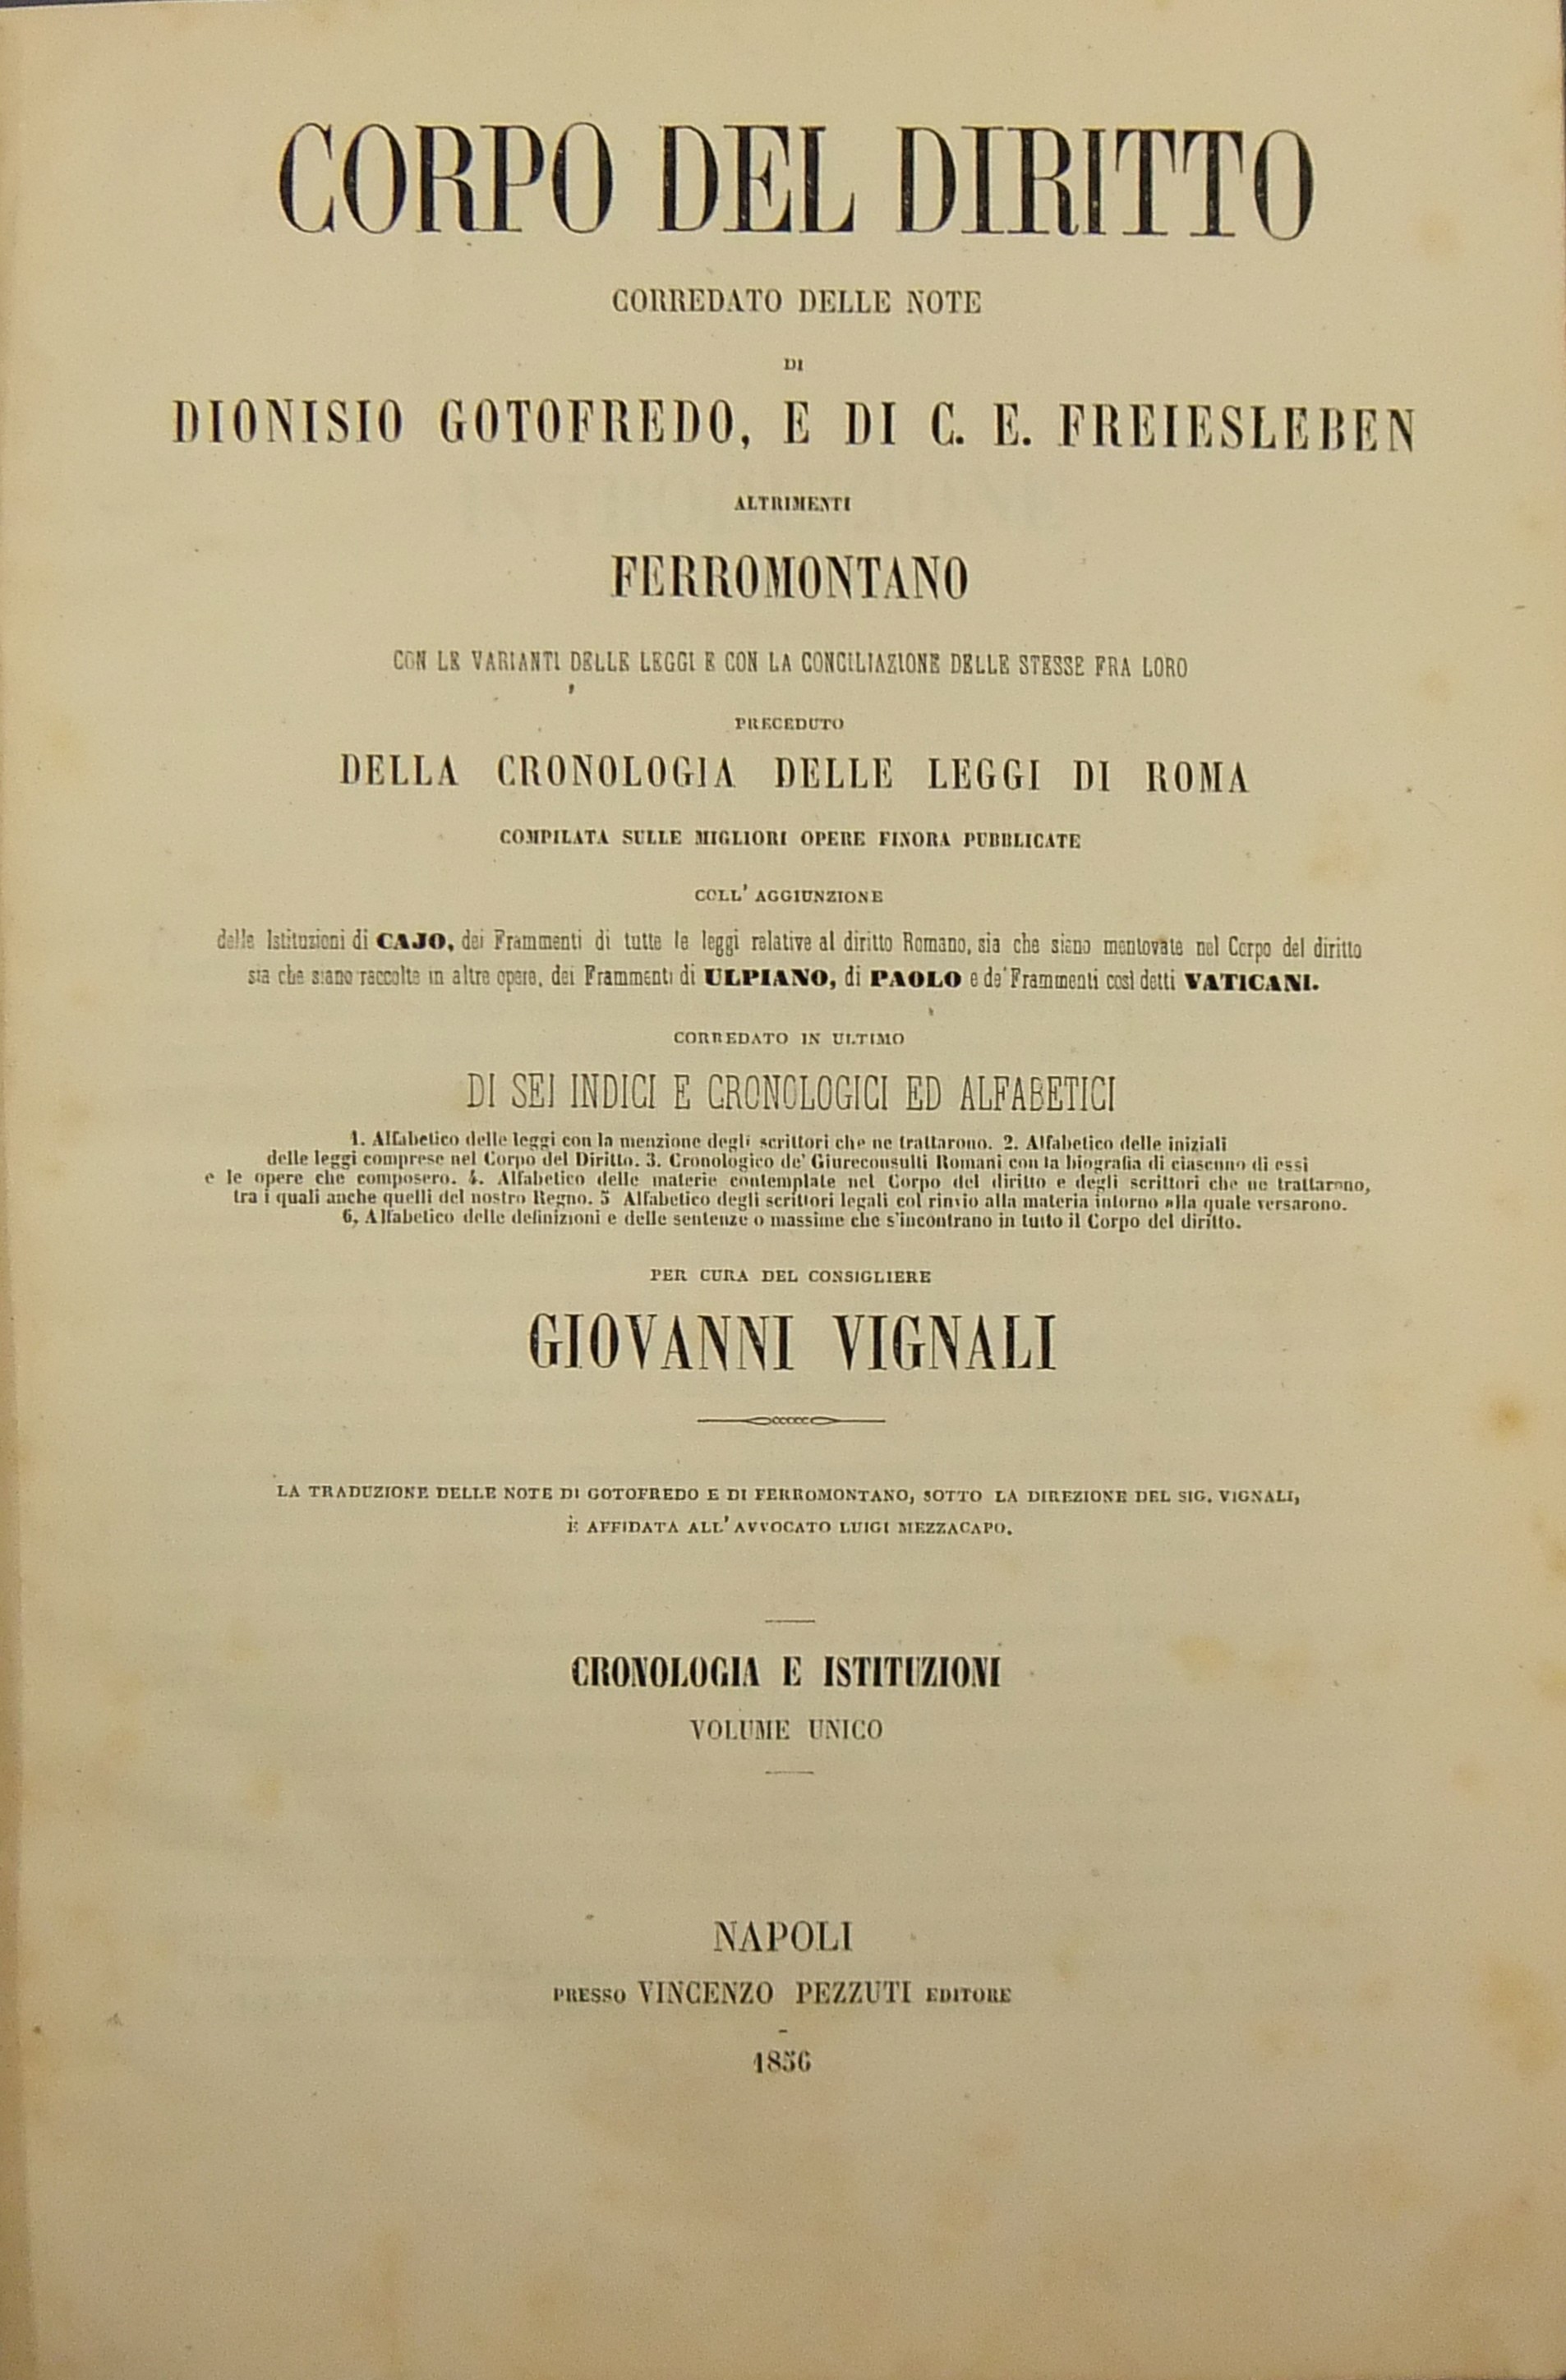 CORPO DEL DIRITTO
CORREDATO DELLE NOTE
DI
DIONISIO GOTOFREDO, E DI C. E. FREIESLEBEN
ALTRIMENTI
FERROMONTANO
CON LE VARIANTI DELLE LEGGI E CON LA CONCILIAZIONE DELLE STESSE FRA LORO
PRECEDUTO
DELLA CRONOLOGIA DELLE LEGGI DI ROMA
COMPILATA SULLE MIGLIORI OPERE FINORA PUBBLICATE
COLL' AGGIUNZIONE
delle Istituzioni di CAJO, dei Frammenti di tutte le leggi relative al diritto Romano, sia che siano mentovate nel Corpo del diritto
sia che siano raccolte in altre opere, dei Frammenti di ULPIANO, di PAOLO e de' Frammenti così detti VATICANI.
CORREDATO IN ULTIMO
DI SEI INDICI E CRONOLOGICI ED ALFABETICI
1. Alfabetico delle leggi con la menzione degli scrittori che ne trattarono. 2. Alfabetico delle iniziali
delle leggi comprese nel Corpo del Diritto. 3. Cronologico de' Giureconsulti Romani con la biografia di ciascuno di essi
e le opere che composero. 4. Alfabetico delle materie contemplate nel Corpo del diritto e degli scrittori che ne trattarono,
tra i quali anche quelli del nostro Regno. 5 Alfabetico degli scrittori legali col rinvio alla materia intorno alla quale versarono.
6, Alfabetico delle definizioni e delle sentenze o massime che s'incontrano in tutto il Corpo del diritto.
PER CURA DEL CONSIGLIERE
GIOVANNI VIGNALI
LA TRADUZIONE DELLE NOTE DI GOTOFREDO E DI FERROMONTANO, SOTTO LA DIREZIONE DEL SIG. VIGNALI,
È AFFIDATA ALL' AVVOCATO LUIGI MEZZACAPO.
CRONOLOGIA E ISTITUZIONI
VOLUME UNICO
NAPOLI
PRESSO VINCENZO PEZZUTI EDITORE
1856